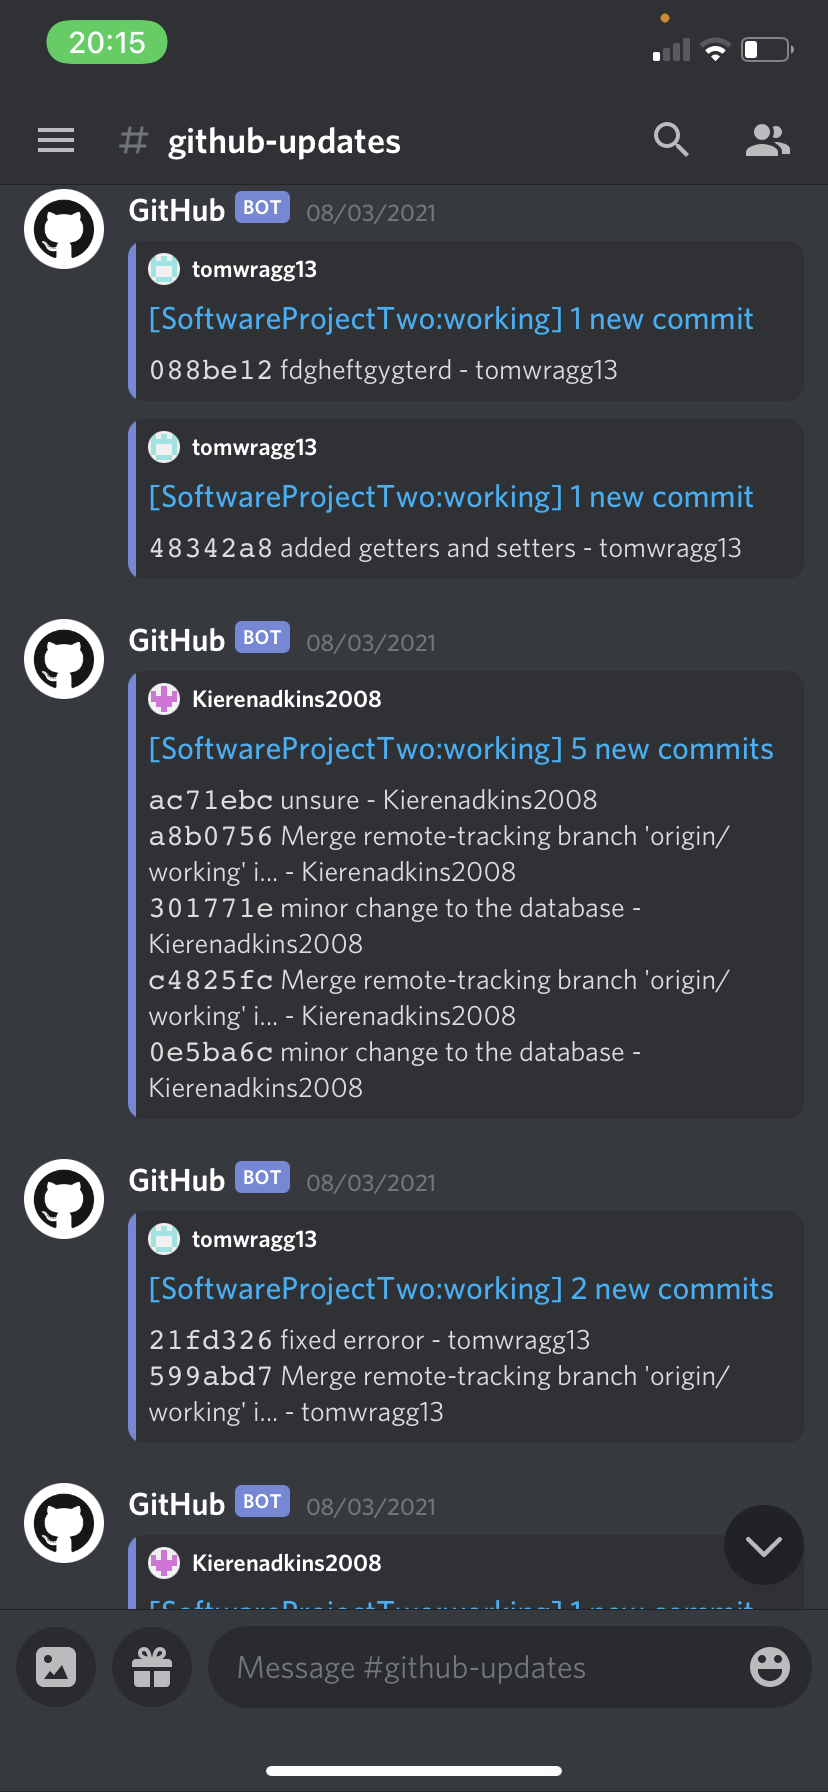 20:15
# github-updates
GitHub BOT 08/03/2021
tomwragg13
[SoftwareProjectTwo:working] 1 new commit
088be12 fdgheftgygterd - tomwragg13
tomwragg13
[SoftwareProjectTwo:working] 1 new commit
48342a8 added getters and setters - tomwragg13
GitHub BOT 08/03/2021
Kierenadkins2008
[SoftwareProjectTwo:working] 5 new commits
ac71ebc unsure - Kierenadkins2008
a8b0756 Merge remote-tracking branch 'origin/
working' i... - Kierenadkins2008
301771e minor change to the database -
Kierenadkins2008
c4825fc Merge remote-tracking branch 'origin/
working' i... - Kierenadkins2008
0e5ba6c minor change to the database -
Kierenadkins2008
GitHub BOT 08/03/2021
tomwragg13
[SoftwareProjectTwo:working] 2 new commits
21fd326 fixed erroror - tomwragg13
599abd7 Merge remote-tracking branch 'origin/
working' i... - tomwragg13
GitHub BOT 08/03/2021
Kierenadkins2008
[SoftwareProjectTwo:working] 1 new commit
Message #github-updates